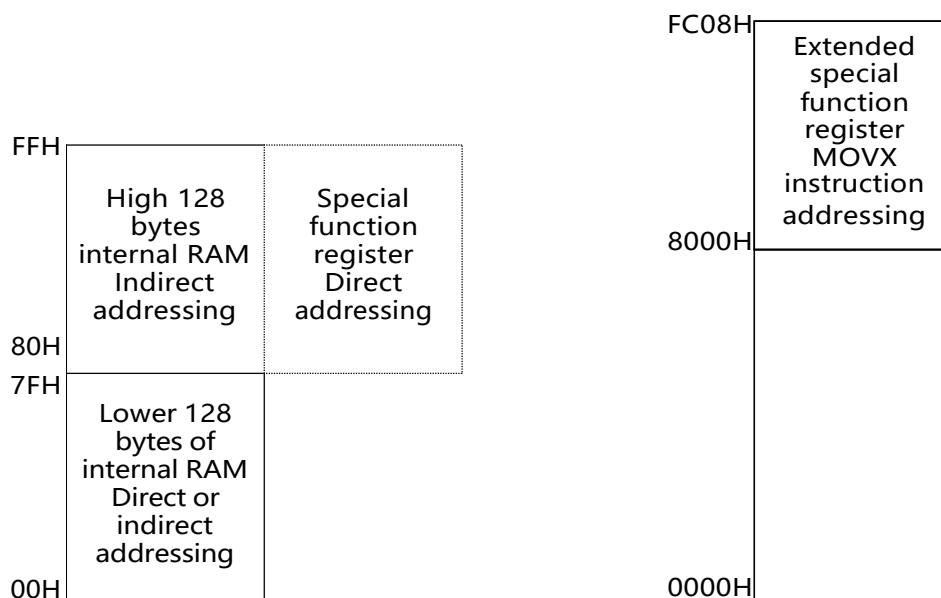 FC08H
Extended
special
function
register
MOVX
instruction
addressing
8000H
0000H
FFH
High 128
bytes
internal RAM
Indirect
addressing
80H
Special
function
register
Direct
addressing
7FH
Lower 128
bytes of
internal RAM
Direct or
indirect
addressing
00H